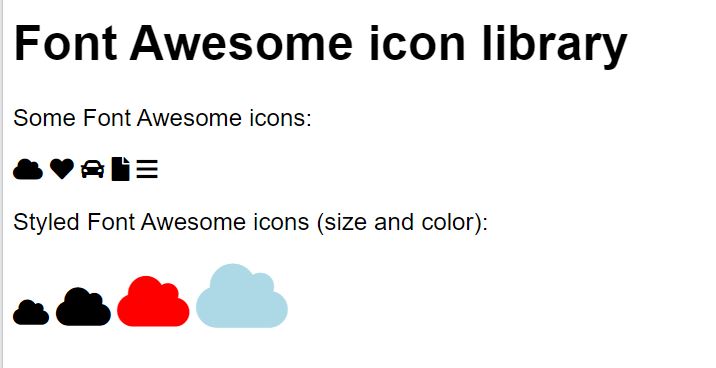 Font Awesome icon library
Some Font Awesome icons:
Styled Font Awesome icons (size and color):